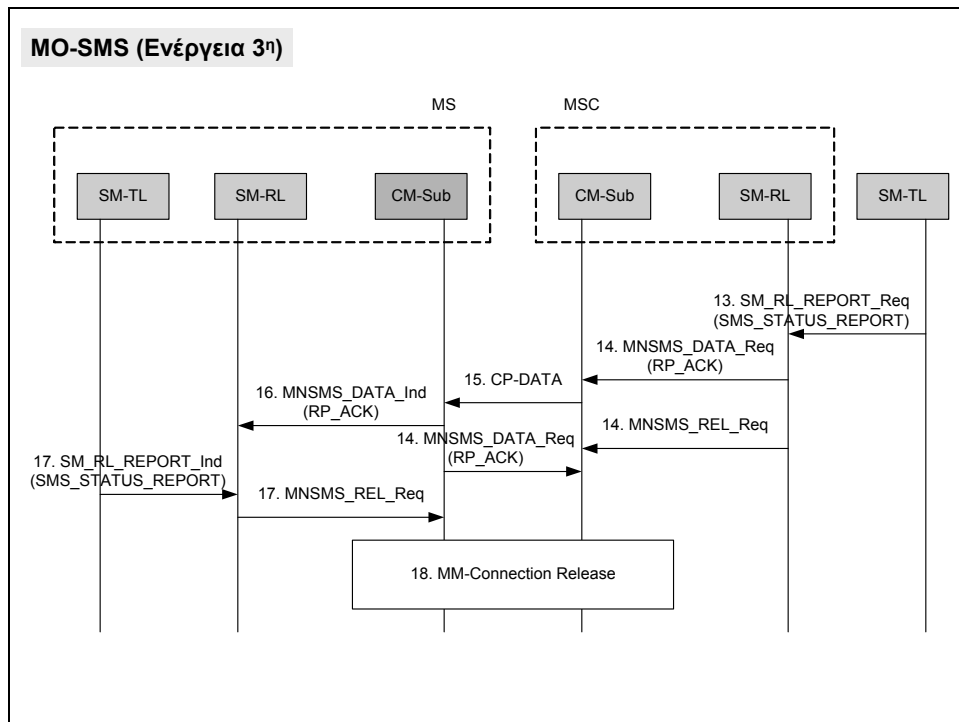 MO-SMS (Ενέργεια 3η)
MS
MSC
SM-TL
SM-RL
CM-Sub
CM-Sub
SM-RL
SM-TL
13. SM_RL_REPORT_Req
(SMS_STATUS_REPORT)
14. MNSMS_DATA_Req
(RP_ACK)
15. CP-DATA
16. MNSMS_DATA_Ind
(RP_ACK)
14. MNSMS_REL_Req
14. MNSMS_DATA_Req
(RP_ACK)
17. SM_RL_REPORT_Ind
(SMS_STATUS_REPORT)
17. MNSMS_REL_Req
18. MM-Connection Release